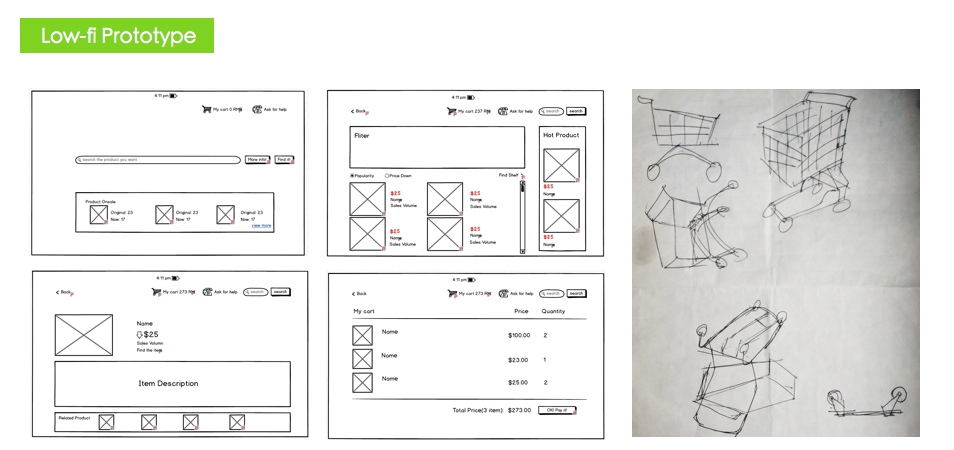 Low-fi Prototype
4:11 pm
My cart 0 RMB
Ask for help
search the product you want
More info
Find it!
Product Onsale
Original: 23
Now: 17
Original: 23
Now: 17
Original: 23
Now: 17
view more
4:11 pm
< Back
My cart 237 RMB
Ask for help
search
search
Fliter
Hot Product
Popularity
Price Down
Find Shelf
$25
Name
Sales Volume
$25
Name
Sales Volume
$25
Name
Sales Volume
$25
Name
Sales Volume
$25
Name
$25
Name
4:11 pm
< Back
My cart 273 RMB
Ask for help
search
search
Name
$25
Sales Volumn
Find the item
Item Description
Related Product
4:11 pm
< Back
My cart 273 RMB
Ask for help
search
search
My cart
Price
Quantity
Name
$100.00
2
Name
$23.00
1
Name
$25.00
2
Total Price(3 item): $273.00
OK! Pay it!